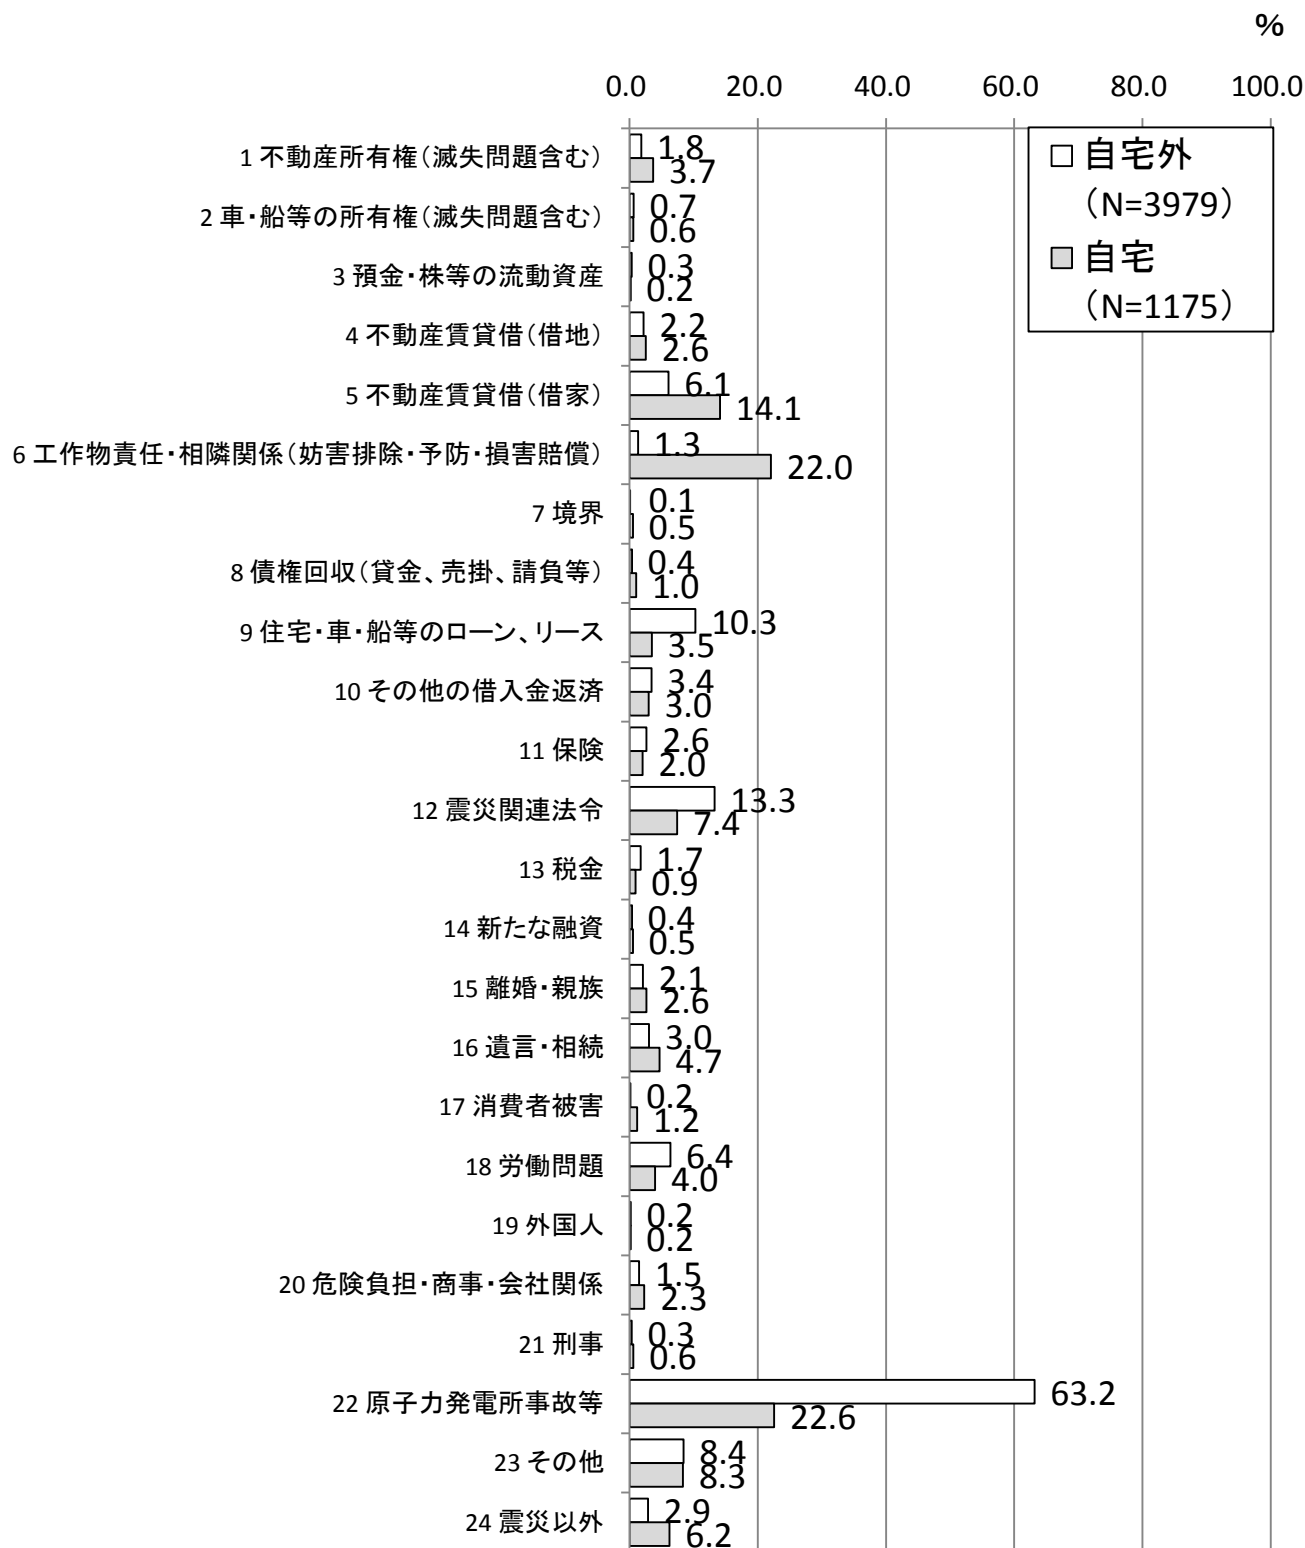 %
0.0 20.0 40.0 60.0 80.0 100.0
自宅外
(N=3979)
自宅
(N=1175)
1 不動産所有権(滅失問題含む) 1.8
3.7
2 車・船等の所有権(滅失問題含む) 0.7
0.6
3 預金・株等の流動資産 0.3
0.2
4 不動産賃貸借(借地) 2.2
2.6
5 不動産賃貸借(借家) 6.1
14.1
6 工作物責任・相隣関係(妨害排除・予防・損害賠償) 1.3
22.0
7 境界 0.1
0.5
8 債権回収(貸金、売掛、請負等) 0.4
1.0
9 住宅・車・船等のローン、リース 10.3
3.5
10 その他の借入金返済 3.4
3.0
11 保険 2.6
2.0
12 震災関連法令 13.3
7.4
13 税金 1.7
0.9
14 新たな融資 0.4
0.5
15 離婚・親族 2.1
2.6
16 遺言・相続 3.0
4.7
17 消費者被害 0.2
1.2
18 労働問題 6.4
4.0
19 外国人 0.2
0.2
20 危険負担・商事・会社関係 1.5
2.3
21 刑事 0.3
0.6
22 原子力発電所事故等 63.2
22.6
23 その他 8.4
8.3
24 震災以外 2.9
6.2